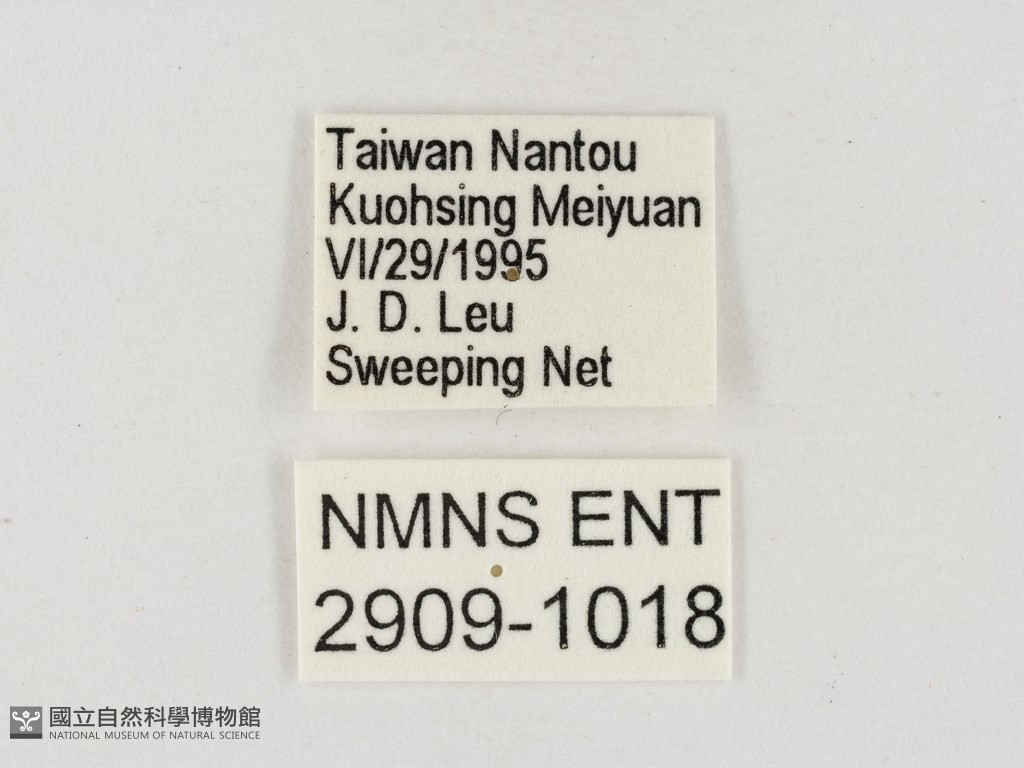 Taiwan Nantou
Kuohsing Meiyuan
VI/29/1995
J. D. Leu
Sweeping Net
NMNS ENT
2909-1018
國立自然科學博物館
NATIONAL MUSEUM OF NATURAL SCIENCE